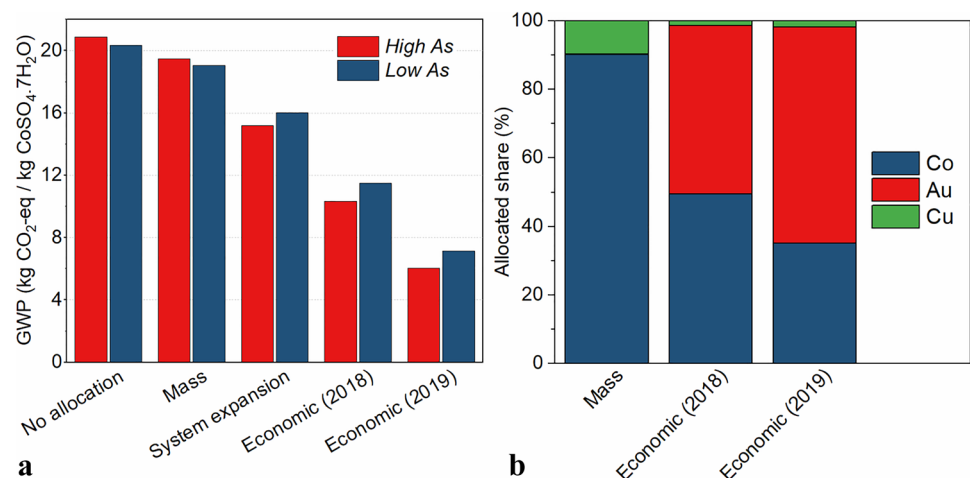 GWP (kg CO₂-eq / kg CoSO₄.7H₂O)
20
16
12
8
4
0
High As
Low As
No allocation
Mass
System expansion
Economic (2018)
Economic (2019)
a
Allocated share (%)
100
80
60
40
20
0
Co
Au
Cu
Mass
Economic (2018)
Economic (2019)
b